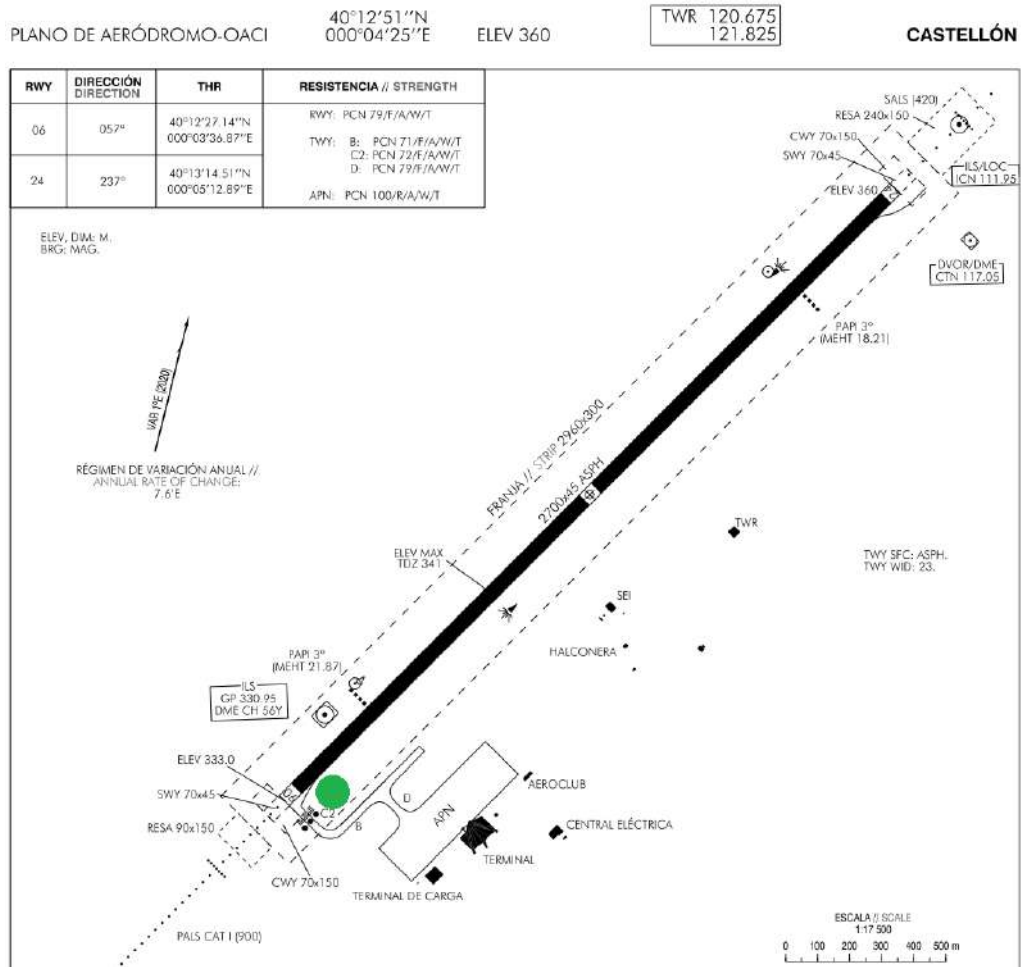 PLANO DE AERÓDROMO-OACI
40°12'51''N
000°04'25''E
ELEV 360
TWR 120.675
121.825
CASTELLÓN
RWY DIRECCIÓN THR RESISTENCIA // STRENGTH
DIRECTION
06 057° 40°12'27.14''N
000°03'36.87''E
24 237° 40°13'14.51''N
000°05'12.89''E
RWY: PCN 79/F/A/W/T
TWY: B: PCN 71/F/A/W/T
C2: PCN 72/F/A/W/T
D: PCN 79/F/A/W/T
APN: PCN 100/R/A/W/T
ELEV, DIM: M.
BRG: MAG.
VAR 1°E (2020)
RÉGIMEN DE VARIACIÓN ANUAL //
ANNUAL RATE OF CHANGE:
7.6'E
SALS (420)
RESA 240x150
CWY 70x150
SWY 70x45
ELEV 360
ILS/LOC
ICN 111.95
DVOR/DME
CTN 117.05
PAPI 3°
(MEHT 18.21)
FRANJA // STRIP 2960x300
2700x45 ASPH
TWR
TWY SFC: ASPH.
TWY WID: 23.
ELEV MAX
TDZ 341
SEI
HALCONERA
PAPI 3°
(MEHT 21.87)
ILS
GP 330.95
DME CH 56Y
ELEV 333.0
SWY 70x45
RESA 90x150
06
C2
B
D
APN
AEROCLUB
CENTRAL ELÉCTRICA
TERMINAL
TERMINAL DE CARGA
CWY 70x150
PALS CAT I (900)
ESCALA // SCALE
1:17 500
0 100 200 300 400 500 m